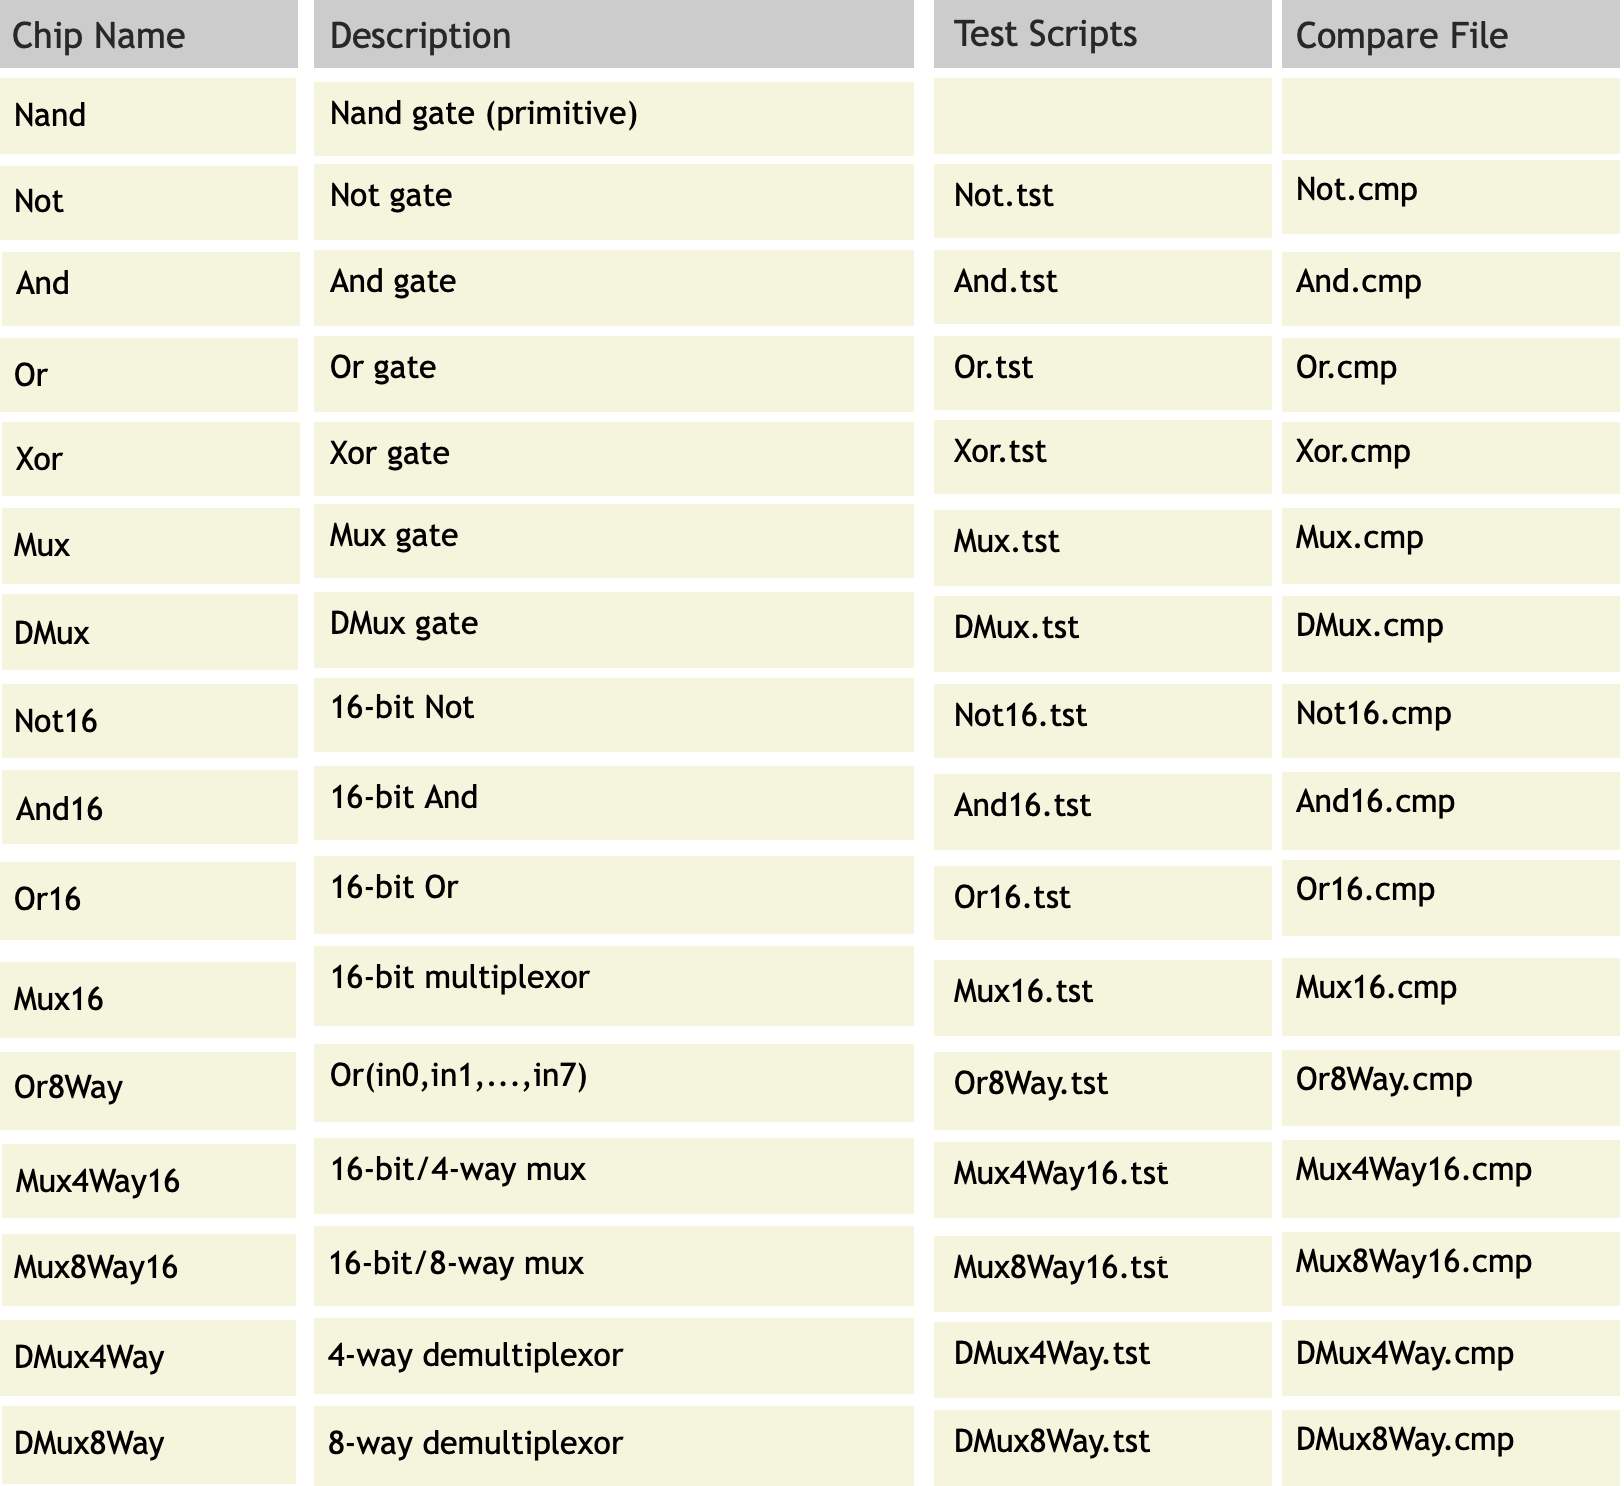 Chip Name Description Test Scripts Compare File
Nand Nand gate (primitive)
Not Not gate Not.tst Not.cmp
And And gate And.tst And.cmp
Or Or gate Or.tst Or.cmp
Xor Xor gate Xor.tst Xor.cmp
Mux Mux gate Mux.tst Mux.cmp
DMux DMux gate DMux.tst DMux.cmp
Not16 16-bit Not Not16.tst Not16.cmp
And16 16-bit And And16.tst And16.cmp
Or16 16-bit Or Or16.tst Or16.cmp
Mux16 16-bit multiplexor Mux16.tst Mux16.cmp
Or8Way Or(in0,in1,...,in7) Or8Way.tst Or8Way.cmp
Mux4Way16 16-bit/4-way mux Mux4Way16.tst Mux4Way16.cmp
Mux8Way16 16-bit/8-way mux Mux8Way16.tst Mux8Way16.cmp
DMux4Way 4-way demultiplexor DMux4Way.tst DMux4Way.cmp
DMux8Way 8-way demultiplexor DMux8Way.tst DMux8Way.cmp